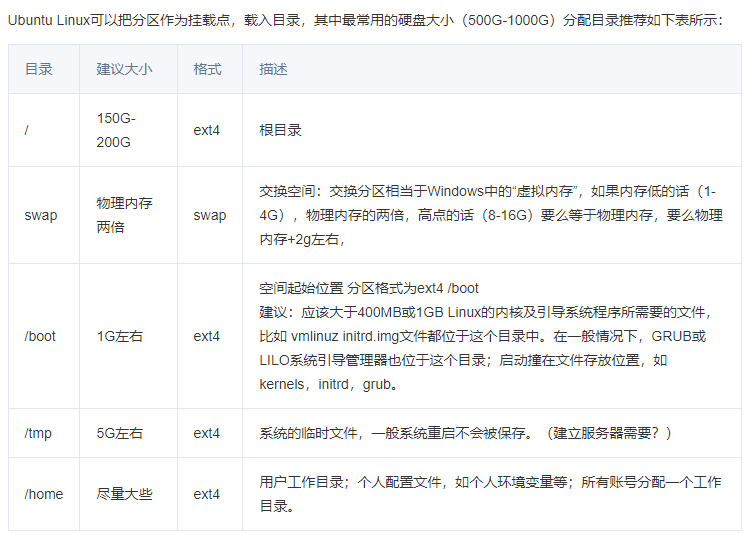 Ubuntu Linux可以把分区作为挂载点，载入目录，其中最常用的硬盘大小（500G-1000G）分配目录推荐如下表所示：
目录 建议大小 格式 描述
/ 150G-
200G ext4 根目录
swap 物理内存
两倍 swap 交换空间：交换分区相当于Windows中的“虚拟内存”，如果内存低的话（1-
4G），物理内存的两倍，高点的话（8-16G）要么等于物理内存，要么物理
内存+2g左右，
/boot 1G左右 ext4 空间起始位置 分区格式为ext4 /boot
建议：应该大于400MB或1GB Linux的内核及引导系统程序所需要的文件，
比如 vmlinuz initrd.img文件都位于这个目录中。在一般情况下，GRUB或
LILO系统引导管理器也位于这个目录；启动撞在文件存放位置，如
kernels，initrd，grub。
/tmp 5G左右 ext4 系统的临时文件，一般系统重启不会被保存。（建立服务器需要？）
/home 尽量大些 ext4 用户工作目录；个人配置文件，如个人环境变量等；所有账号分配一个工作
目录。